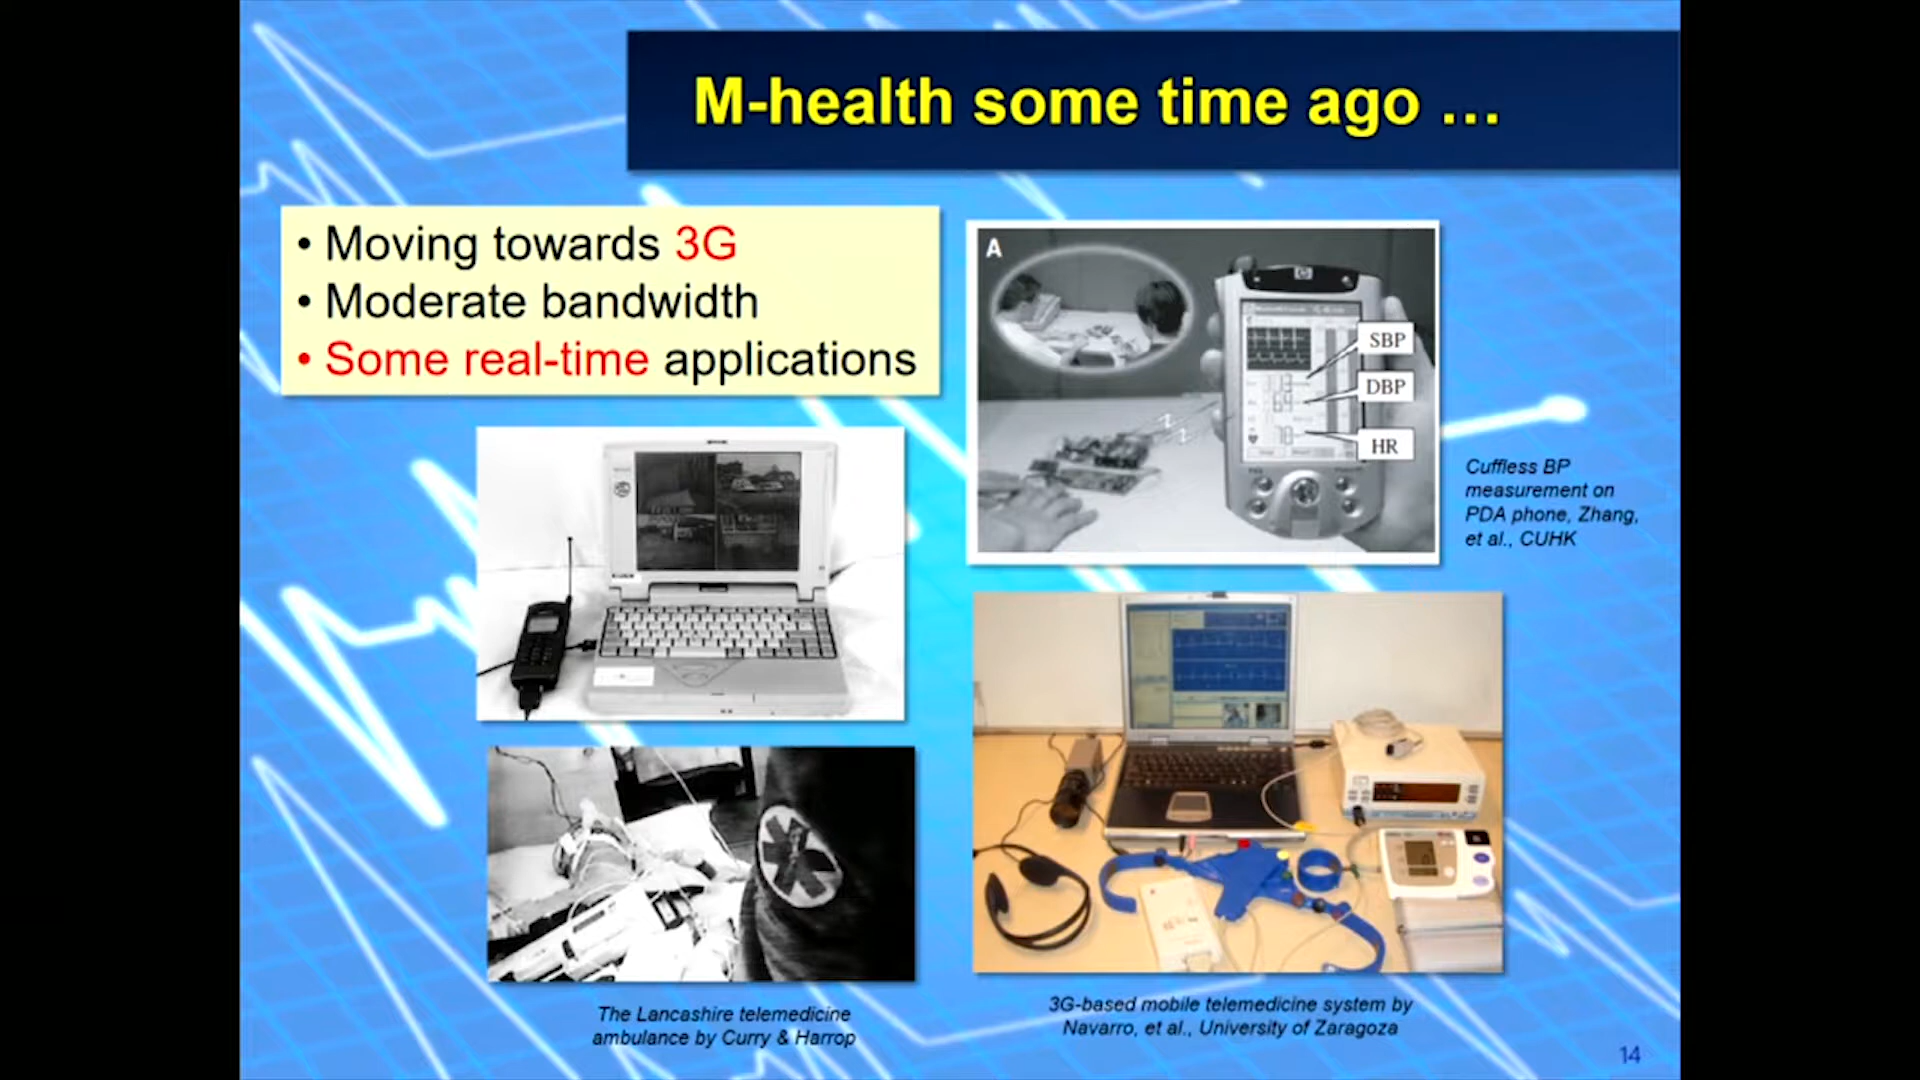 M-health some time ago …
• Moving towards 3G
• Moderate bandwidth
• Some real-time applications
A
SBP
DBP
HR
Cuffless BP
measurement on
PDA phone, Zhang,
et al., CUHK
The Lancashire telemedicine
ambulance by Curry & Harrop
3G-based mobile telemedicine system by
Navarro, et al., University of Zaragoza
14